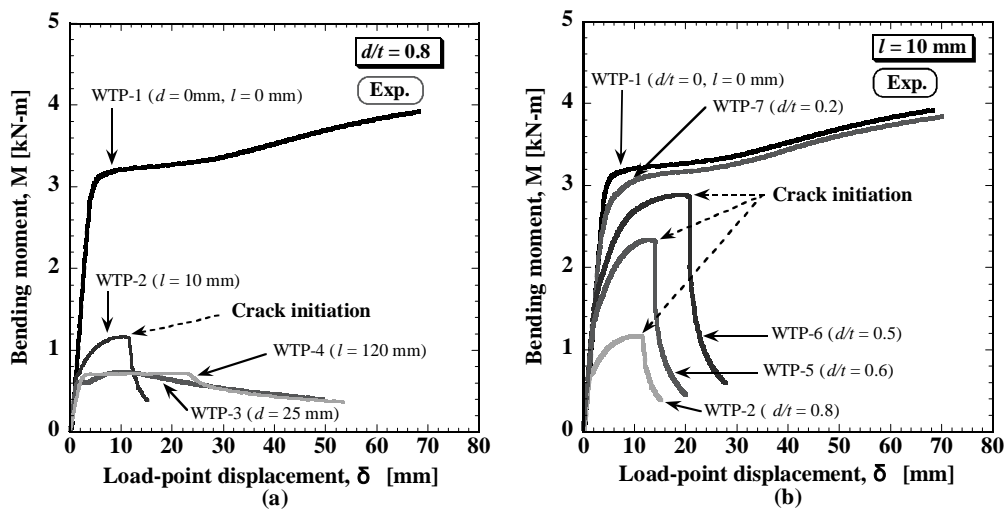 5
4
3
2
1
0
Bending moment, M [kN-m]
d/t = 0.8
Exp.
WTP-1 (d = 0mm, l = 0 mm)
WTP-2 (l = 10 mm)
Crack initiation
WTP-4 (l = 120 mm)
WTP-3 (d = 25 mm)
0 10 20 30 40 50 60 70 80
Load-point displacement, δ [mm]
(a)
5
4
3
2
1
0
Bending moment, M [kN-m]
l = 10 mm
Exp.
WTP-1 (d/t = 0, l = 0 mm)
WTP-7 (d/t = 0.2)
Crack initiation
WTP-6 (d/t = 0.5)
WTP-5 (d/t = 0.6)
WTP-2 ( d/t = 0.8)
0 10 20 30 40 50 60 70 80
Load-point displacement, δ [mm]
(b)